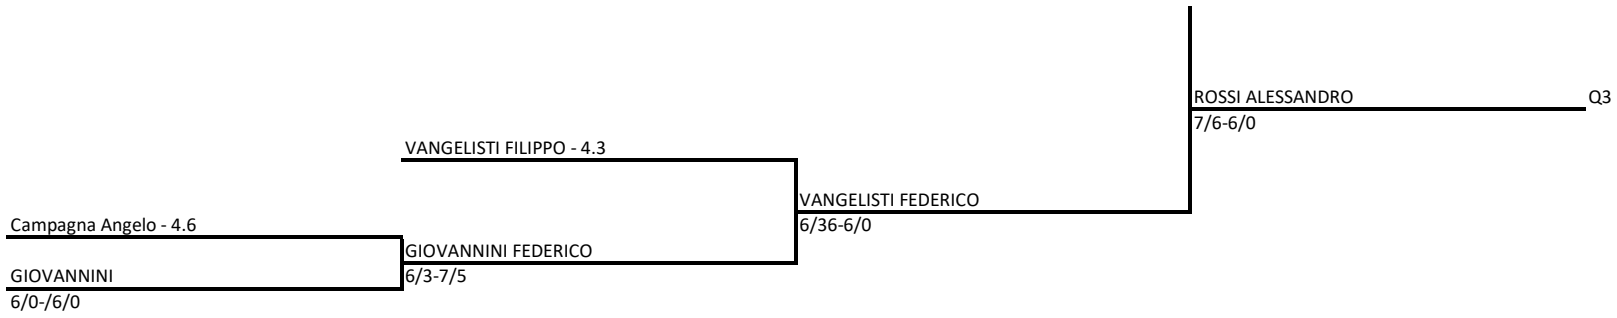 ROSSI ALESSANDRO
Q3
7/6-6/0
VANGELISTI FILIPPO - 4.3
VANGELISTI FEDERICO
6/36-6/0
Campagna Angelo - 4.6
GIOVANNINI FEDERICO
6/3-7/5
GIOVANNINI
6/0-/6/0